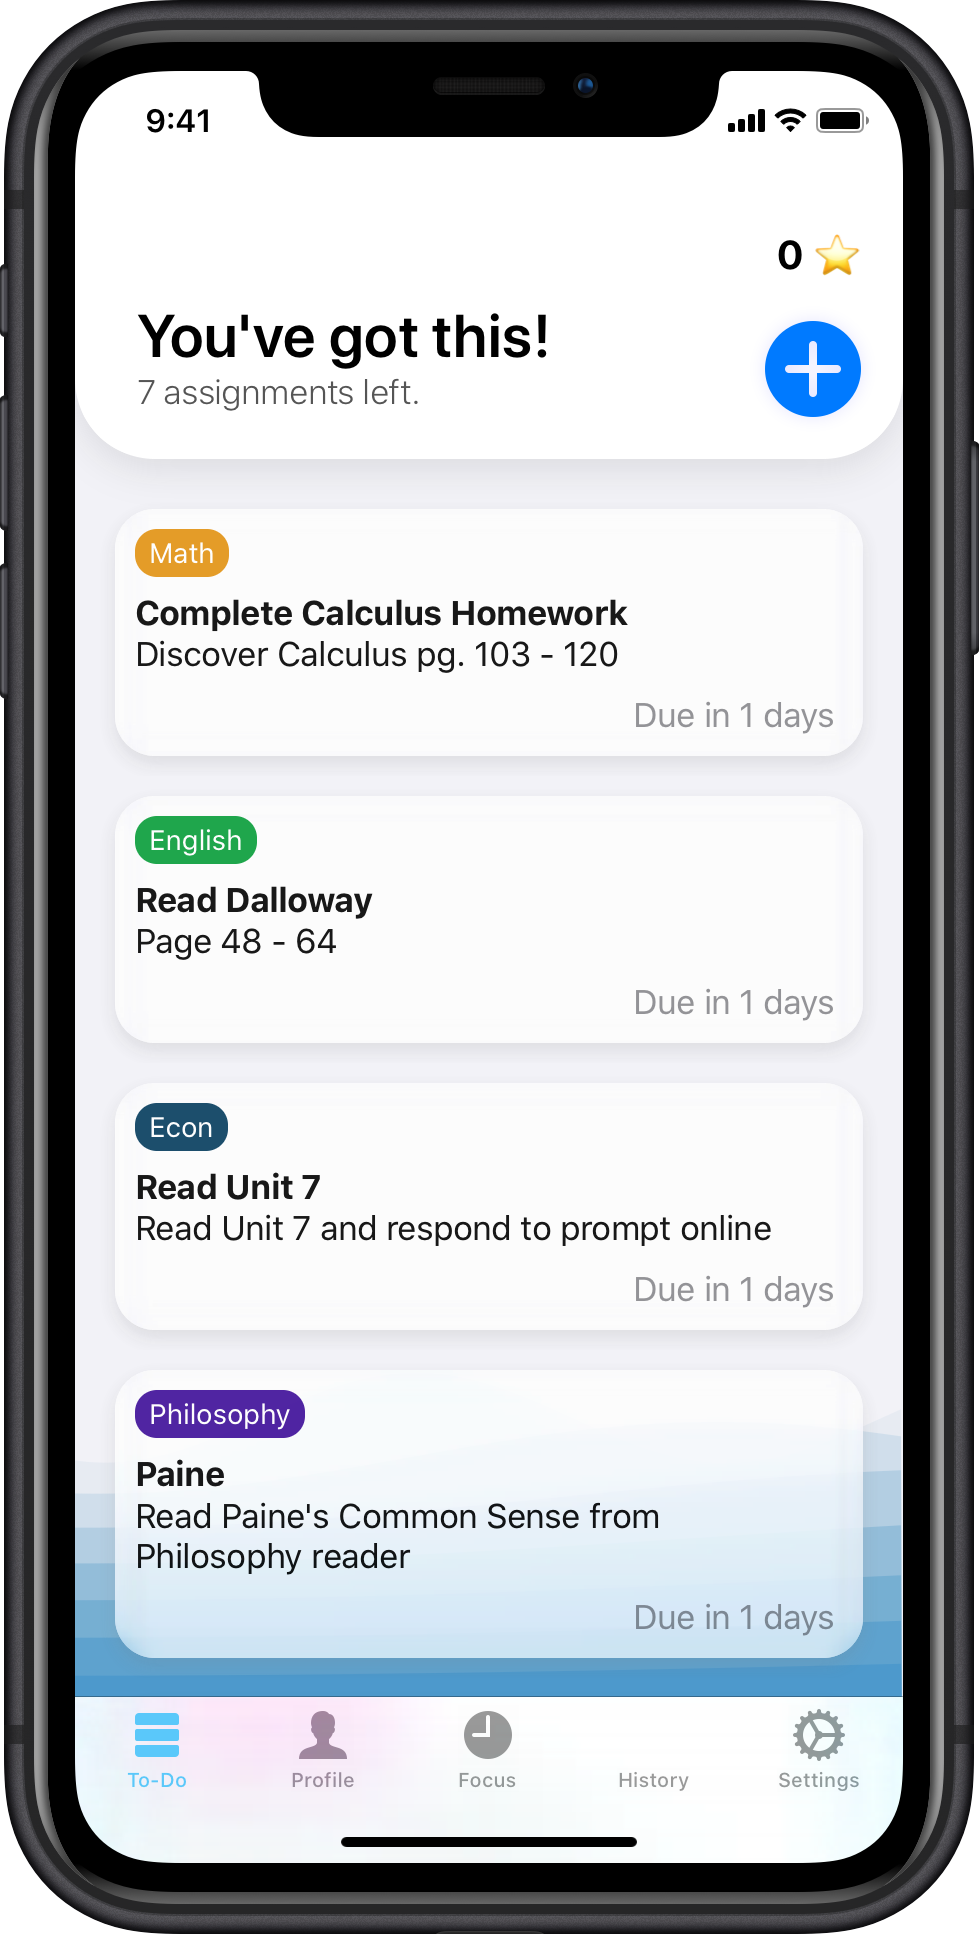 9:41
0
You've got this!
7 assignments left.
Math
Complete Calculus Homework
Discover Calculus pg. 103 - 120
Due in 1 days
English
Read Dalloway
Page 48 - 64
Due in 1 days
Econ
Read Unit 7
Read Unit 7 and respond to prompt online
Due in 1 days
Philosophy
Paine
Read Paine's Common Sense from
Philosophy reader
Due in 1 days
To-Do
Profile
Focus
History
Settings